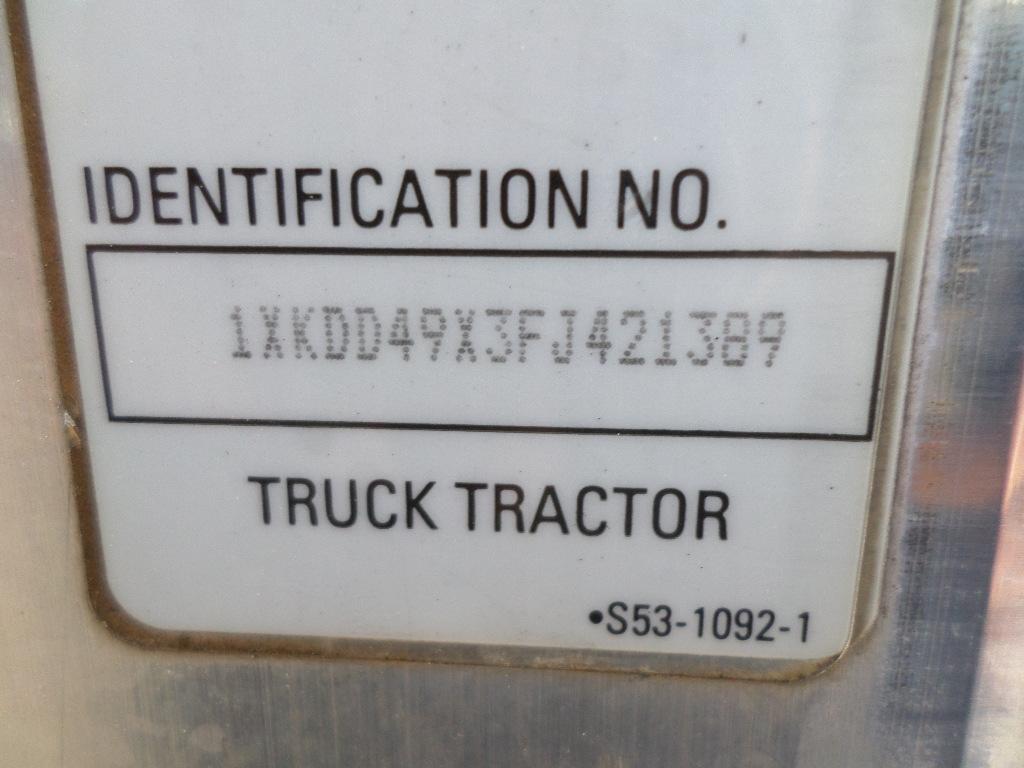 IDENTIFICATION NO.
1XKDD49X3FJ421389
TRUCK TRACTOR
•S53-1092-1